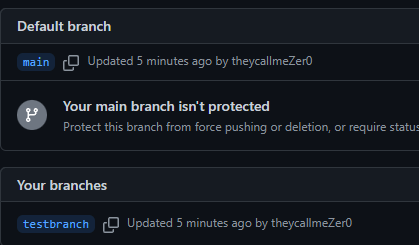 Default branch
main Updated 5 minutes ago by theycallmeZer0
Your main branch isn't protected
Protect this branch from force pushing or deletion, or require status
Your branches
testbranch Updated 5 minutes ago by theycallmeZer0